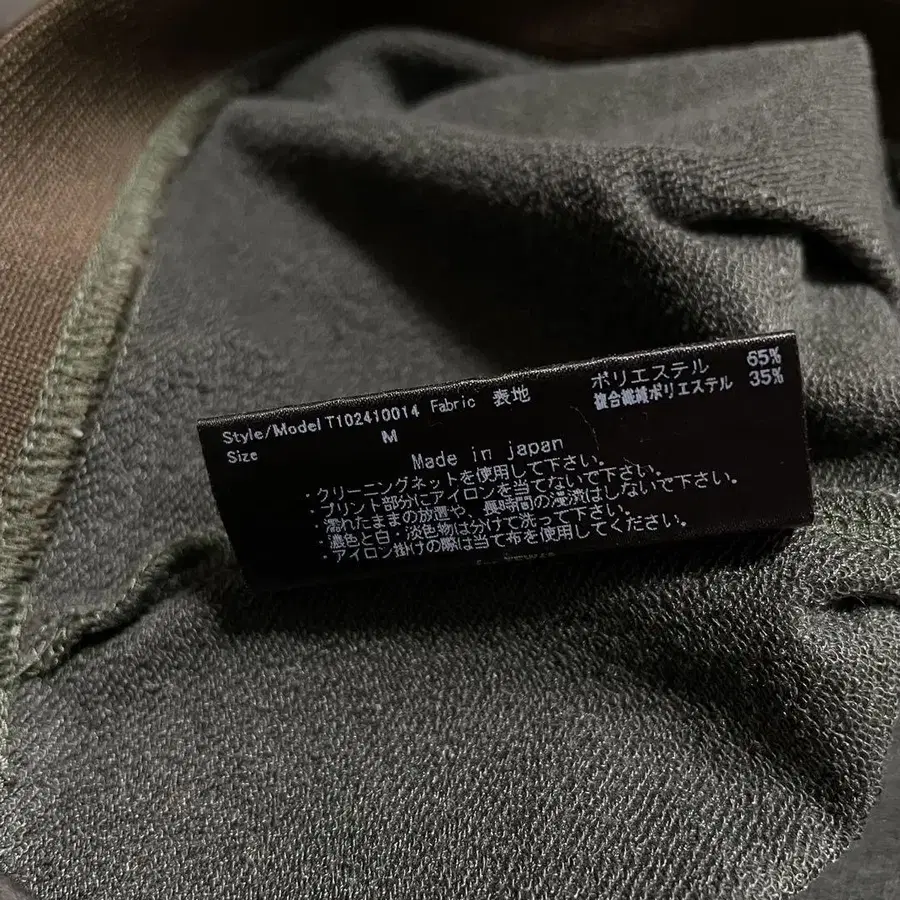 Style/Model T102410014 Fabric 表地 ポリエステル 65%
Size M 複合繊維ポリエステル 35%
Made in japan
・クリーニングネットを使用して下さい。
・プリント部分にアイロンを当てないで下さい。
・濡れたままの放置や、長時間の浸漬はしないで下さい。
・濃色と白・淡色物は分けて洗って下さい。
・アイロン掛けの際は当て布を使用してください。